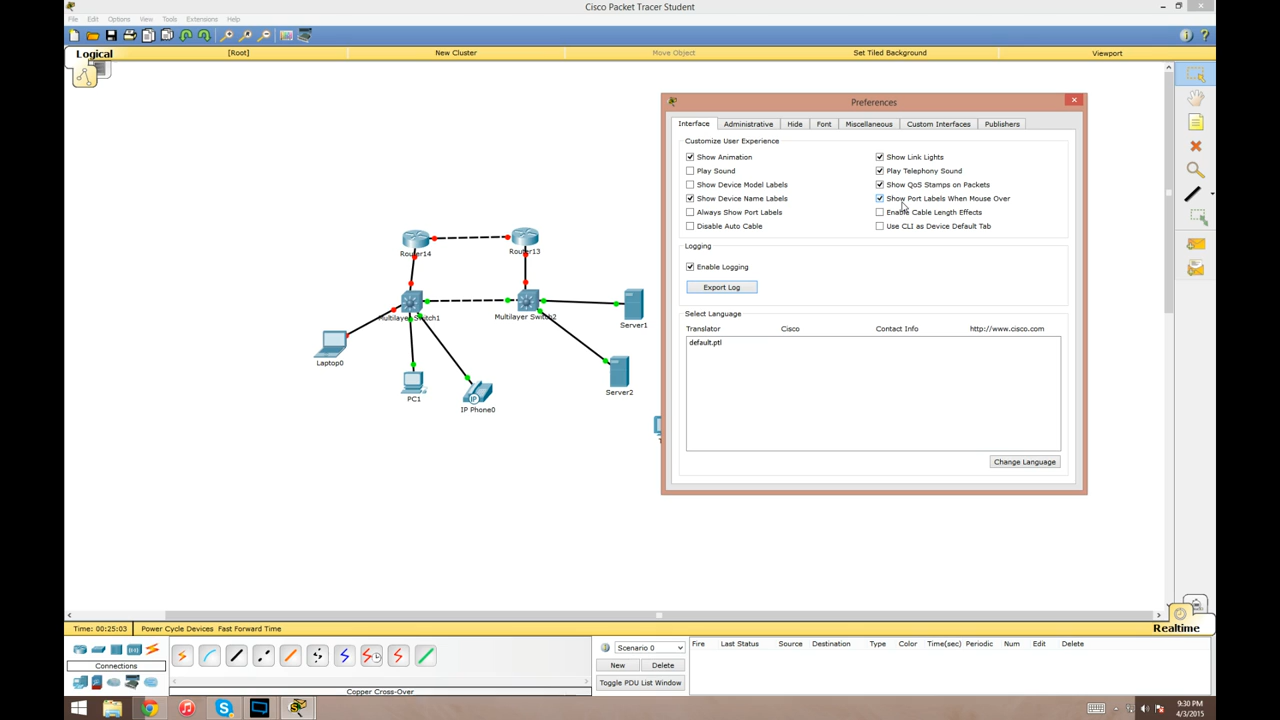 Cisco Packet Tracer Student
File Edit Options View Tools Extensions Help
Logical [Root] New Cluster Move Object Set Tiled Background Viewport
Preferences
Interface Administrative Hide Font Miscellaneous Custom Interfaces Publishers
Customize User Experience
Show Animation Show Link Lights
Play Sound Play Telephony Sound
Show Device Model Labels Show QoS Stamps on Packets
Show Device Name Labels Show Port Labels When Mouse Over
Always Show Port Labels Enable Cable Length Effects
Disable Auto Cable Use CLI as Device Default Tab
Logging
Enable Logging
Export Log
Select Language
Translator Cisco Contact Info http://www.cisco.com
default.ptl
Change Language
Router14 Router13
Multilayer Switch1 Multilayer Switch2 Server1
Laptop0
PC1 IP Phone0 Server2
IP
Time: 00:25:03 Power Cycle Devices Fast Forward Time Realtime
Connections
Copper Cross-Over
Scenario 0
New Delete
Toggle PDU List Window
Fire Last Status Source Destination Type Color Time(sec) Periodic Num Edit Delete
9:30 PM
4/3/2015